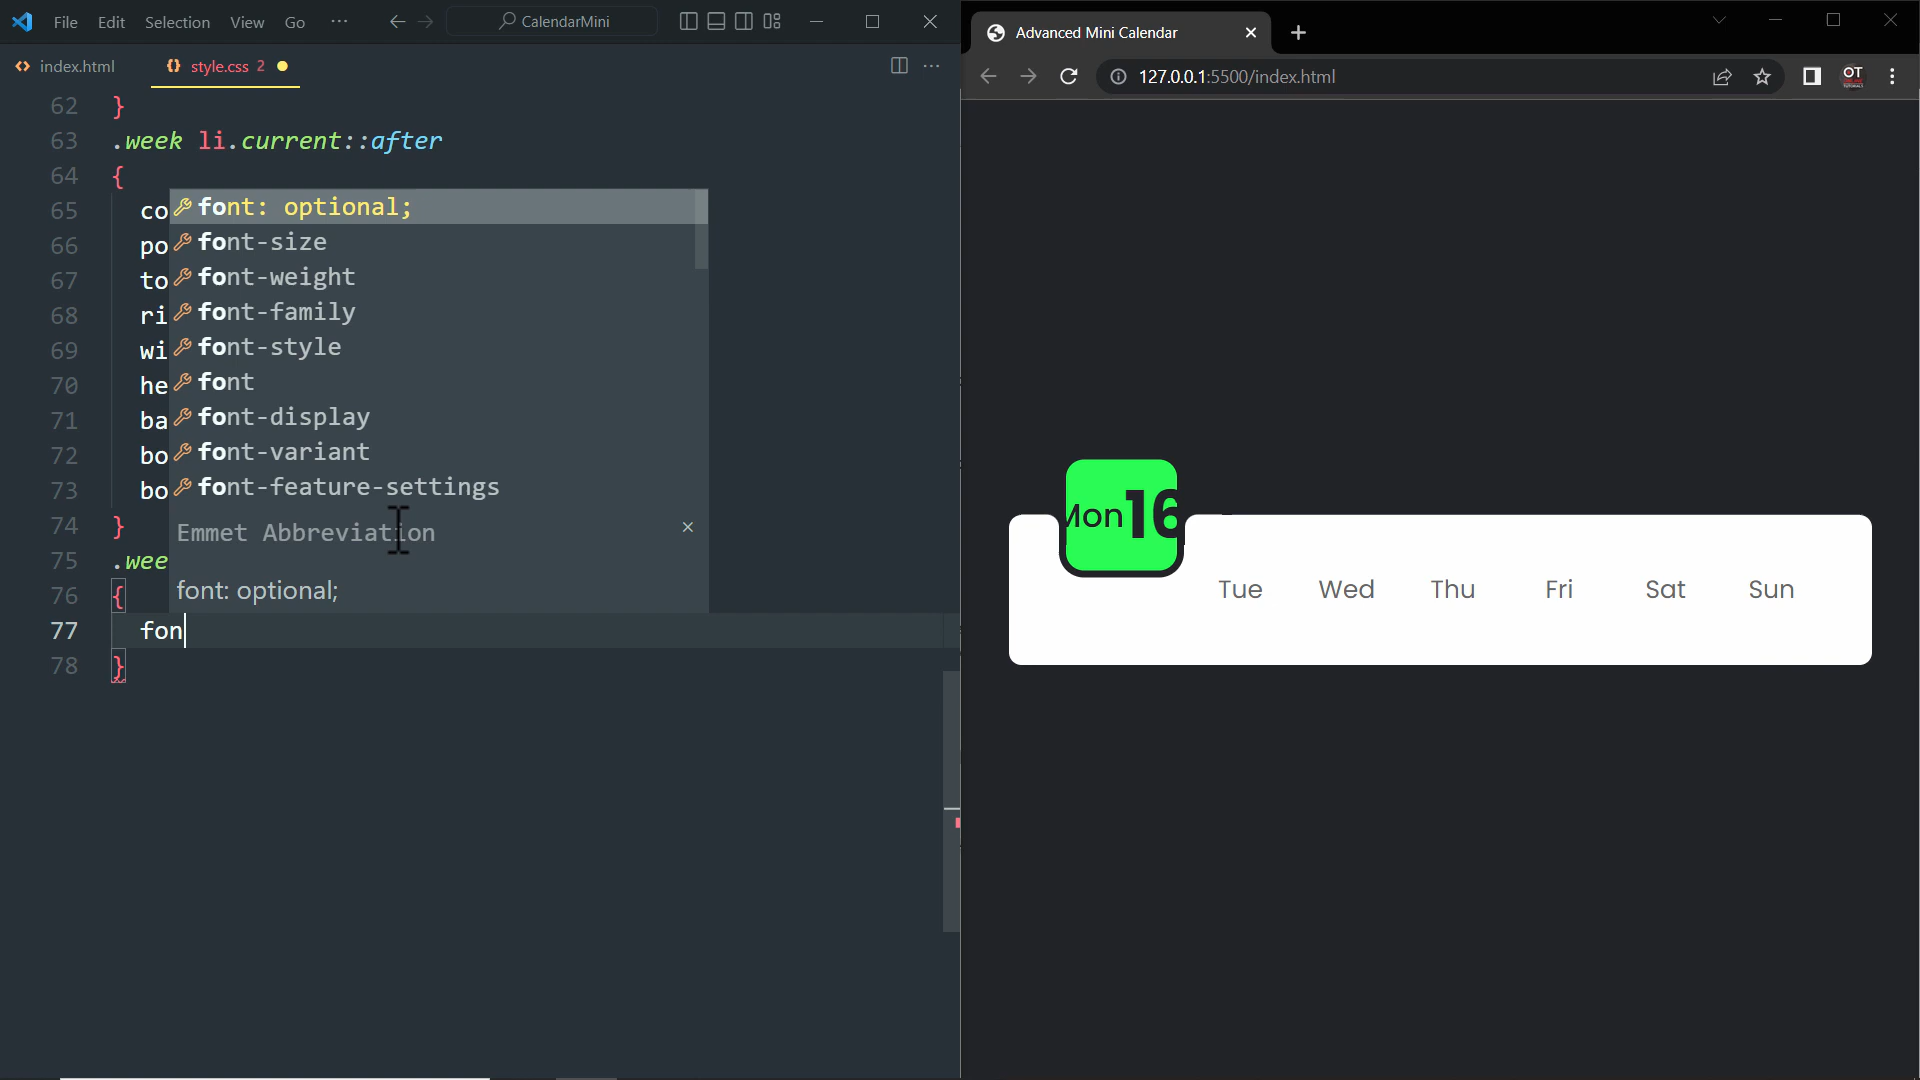 File Edit Selection View Go ... CalendarMini
index.html style.css 2
62 }
63 .week li.current::after
64 {
65 co
66 po
67 to
68 ri
69 wi
70 he
71 ba
72 bo
73 bo
74 }
75 .wee
76 {
77 fon
78 }
font: optional;
font-size
font-weight
font-family
font-style
font
font-display
font-variant
font-feature-settings
Emmet Abbreviation
font: optional;
Advanced Mini Calendar
127.0.0.1:5500/index.html
OT
Mon 16
Tue Wed Thu Fri Sat Sun